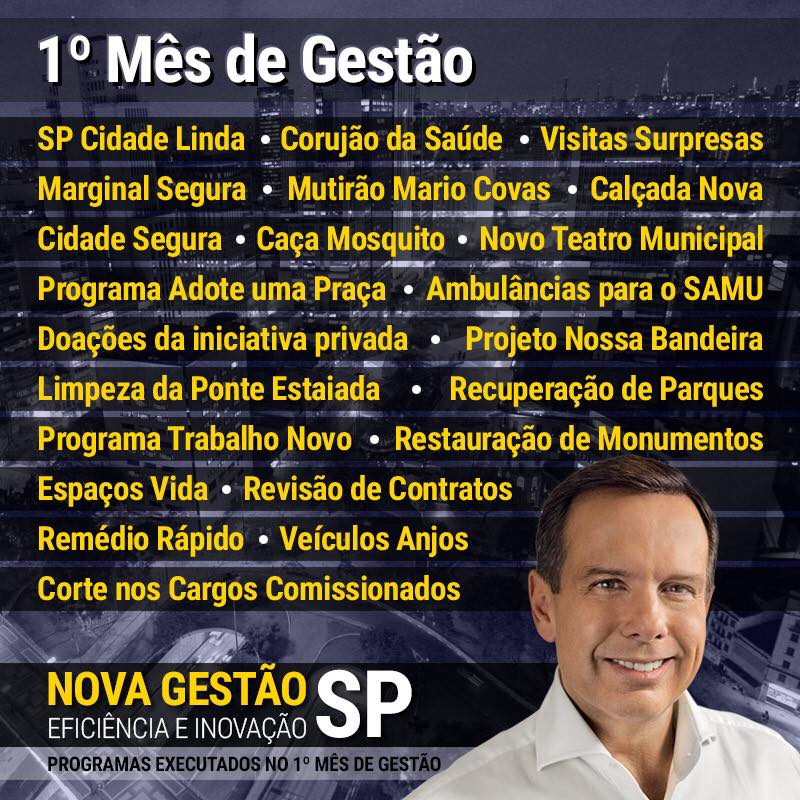 1º Mês de Gestão
SP Cidade Linda • Corujão da Saúde • Visitas Surpresas
Marginal Segura • Mutirão Mario Covas • Calçada Nova
Cidade Segura • Caça Mosquito • Novo Teatro Municipal
Programa Adote uma Praça • Ambulâncias para o SAMU
Doações da iniciativa privada • Projeto Nossa Bandeira
Limpeza da Ponte Estaiada • Recuperação de Parques
Programa Trabalho Novo • Restauração de Monumentos
Espaços Vida • Revisão de Contratos
Remédio Rápido • Veículos Anjos
Corte nos Cargos Comissionados
NOVA GESTÃO SP
EFICIÊNCIA E INOVAÇÃO
PROGRAMAS EXECUTADOS NO 1º MÊS DE GESTÃO